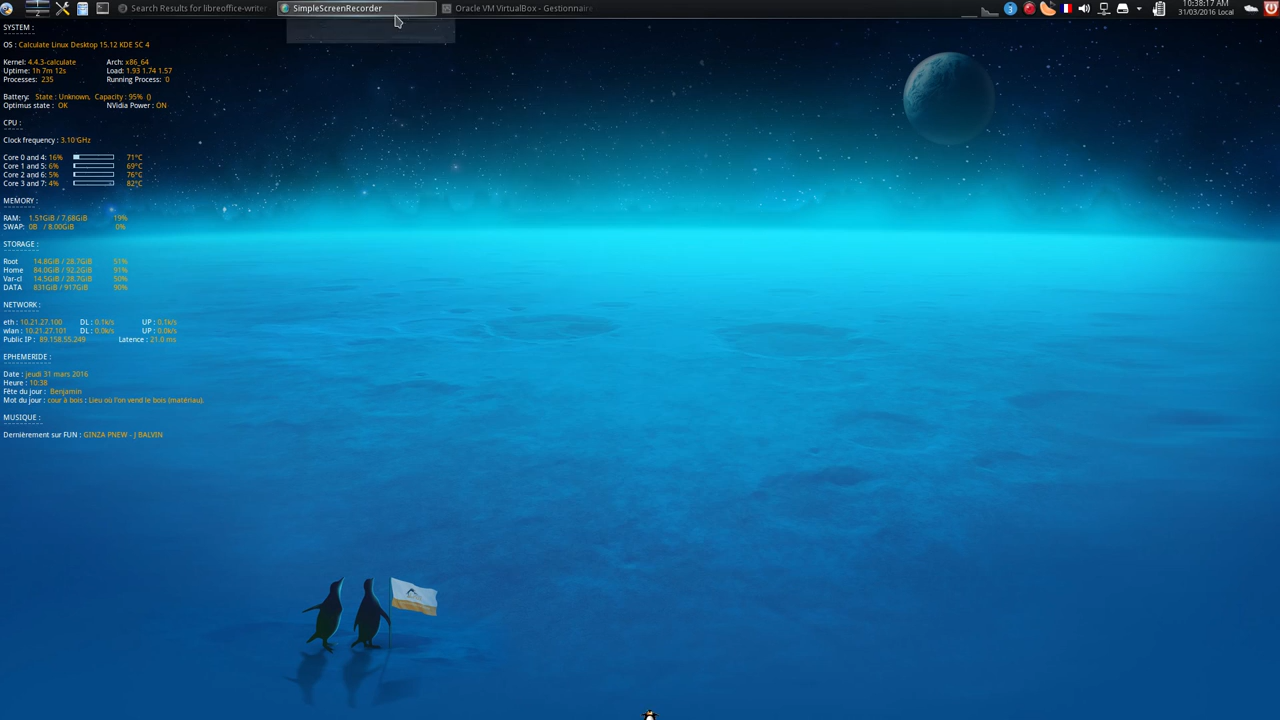 2
Search Results for libreoffice-writer
SimpleScreenRecorder
Oracle VM VirtualBox - Gestionnaire
3
10:38:17 AM
31/03/2016 Local
SYSTEM :
OS : Calculate Linux Desktop 15.12 KDE SC 4
Kernel: 4.4.3-calculate Arch: x86_64
Uptime: 1h 7m 12s Load: 1.93 1.74 1.57
Processes: 235 Running Process: 0
Battery: State : Unknown, Capacity : 95% ()
Optimus state : OK NVidia Power : ON
CPU :
Clock frequency : 3.10 GHz
Core 0 and 4: 16% 71°C
Core 1 and 5: 6% 69°C
Core 2 and 6: 5% 76°C
Core 3 and 7: 4% 82°C
MEMORY :
RAM: 1.51GiB / 7.68GiB 19%
SWAP: 0B / 8.00GiB 0%
STORAGE :
Root 14.8GiB / 28.7GiB 51%
Home 84.0GiB / 92.2GiB 91%
Var-cl 14.5GiB / 28.7GiB 50%
DATA 831GiB / 917GiB 90%
NETWORK :
eth : 10.21.27.100 DL : 0.1k/s UP : 0.1k/s
wlan : 10.21.27.101 DL : 0.0k/s UP : 0.0k/s
Public IP : 89.158.55.249 Latence : 21.0 ms
EPHEMERIDE :
Date : jeudi 31 mars 2016
Heure : 10:38
Fête du jour : Benjamin
Mot du jour : cour à bois : Lieu où l'on vend le bois (matériau).
MUSIQUE :
Dernièrement sur FUN : GINZA PNEW - J BALVIN